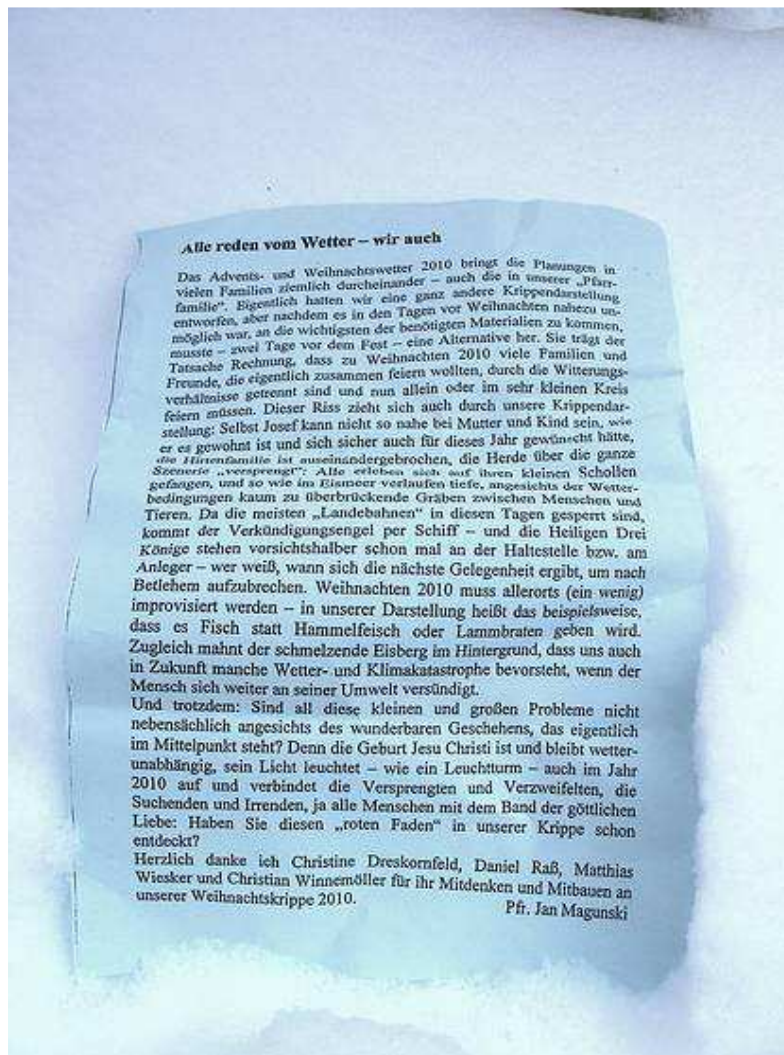 Alle reden vom Wetter – wir auch
Das Advents- und Weihnachtswetter 2010 bringt die Planungen in
vielen Familien ziemlich durcheinander – auch die in unserer „Pfarr-
familie“. Eigentlich hatten wir eine ganz andere Krippendarstellung
entworfen, aber nachdem es in den Tagen vor Weihnachten nahezu un-
möglich war, an die wichtigsten der benötigten Materialien zu kommen,
musste – zwei Tage vor dem Fest – eine Alternative her. Sie trägt der
Tatsache Rechnung, dass zu Weihnachten 2010 viele Familien und
Freunde, die eigentlich zusammen feiern wollten, durch die Witterungs-
verhältnisse getrennt sind und nun allein oder im sehr kleinen Kreis
feiern müssen. Dieser Riss zieht sich auch durch unsere Krippendar-
stellung: Selbst Josef kann nicht so nahe bei Mutter und Kind sein, wie
er es gewohnt ist und sich sicher auch für dieses Jahr gewünscht hätte,
die Hirtenfamilie ist auseinandergebrochen, die Herde über die ganze
Szenerie „versprengt“: Alle erleben sich auf ihren kleinen Schollen
gefangen, und so wie im Eismeer verlaufen tiefe, angesichts der Wetter-
bedingungen kaum zu überbrückende Gräben zwischen Menschen und
Tieren. Da die meisten „Landebahnen“ in diesen Tagen gesperrt sind,
kommt der Verkündigungsengel per Schiff – und die Heiligen Drei
Könige stehen vorsichtshalber schon mal an der Haltestelle bzw. am
Anleger – wer weiß, wann sich die nächste Gelegenheit ergibt, um nach
Betlehem aufzubrechen. Weihnachten 2010 muss allerorts (ein wenig)
improvisiert werden – in unserer Darstellung heißt das beispielsweise,
dass es Fisch statt Hammelfeisch oder Lammbraten geben wird.
Zugleich mahnt der schmelzende Eisberg im Hintergrund, dass uns auch
in Zukunft manche Wetter- und Klimakatastrophe bevorsteht, wenn der
Mensch sich weiter an seiner Umwelt versündigt.
Und trotzdem: Sind all diese kleinen und großen Probleme nicht
nebensächlich angesichts des wunderbaren Geschehens, das eigentlich
im Mittelpunkt steht? Denn die Geburt Jesu Christi ist und bleibt wetter-
unabhängig, sein Licht leuchtet – wie ein Leuchtturm – auch im Jahr
2010 auf und verbindet die Versprengten und Verzweifelten, die
Suchenden und Irrenden, ja alle Menschen mit dem Band der göttlichen
Liebe: Haben Sie diesen „roten Faden“ in unserer Krippe schon
entdeckt?
Herzlich danke ich Christine Dreskornfeld, Daniel Raß, Matthias
Wiesker und Christian Winnemöller für ihr Mitdenken und Mitbauen an
unserer Weihnachtskrippe 2010. Pfr. Jan Magunski